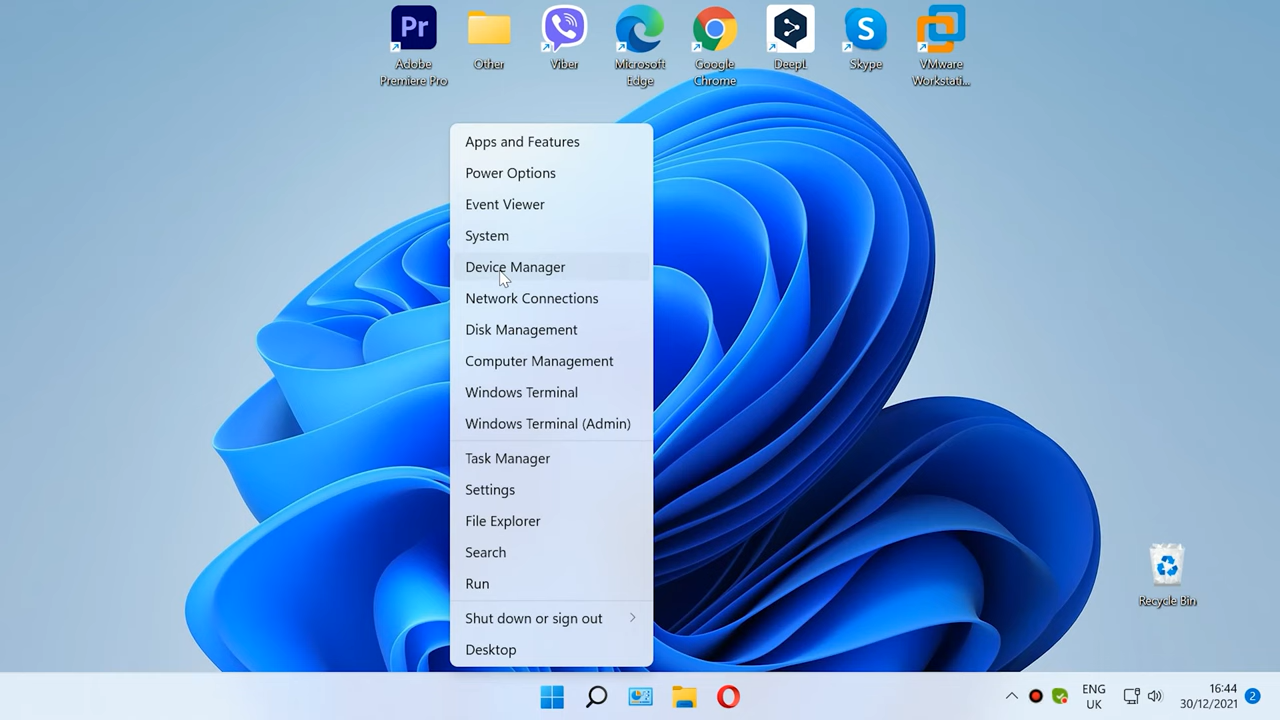 Pr
Adobe
Premiere Pro
Other
Viber
Microsoft
Edge
Google
Chrome
DeepL
S
Skype
VMware
Workstati...
Apps and Features
Power Options
Event Viewer
System
Device Manager
Network Connections
Disk Management
Computer Management
Windows Terminal
Windows Terminal (Admin)
Task Manager
Settings
File Explorer
Search
Run
Shut down or sign out
Desktop
Recycle Bin
ENG
UK
16:44
30/12/2021
2